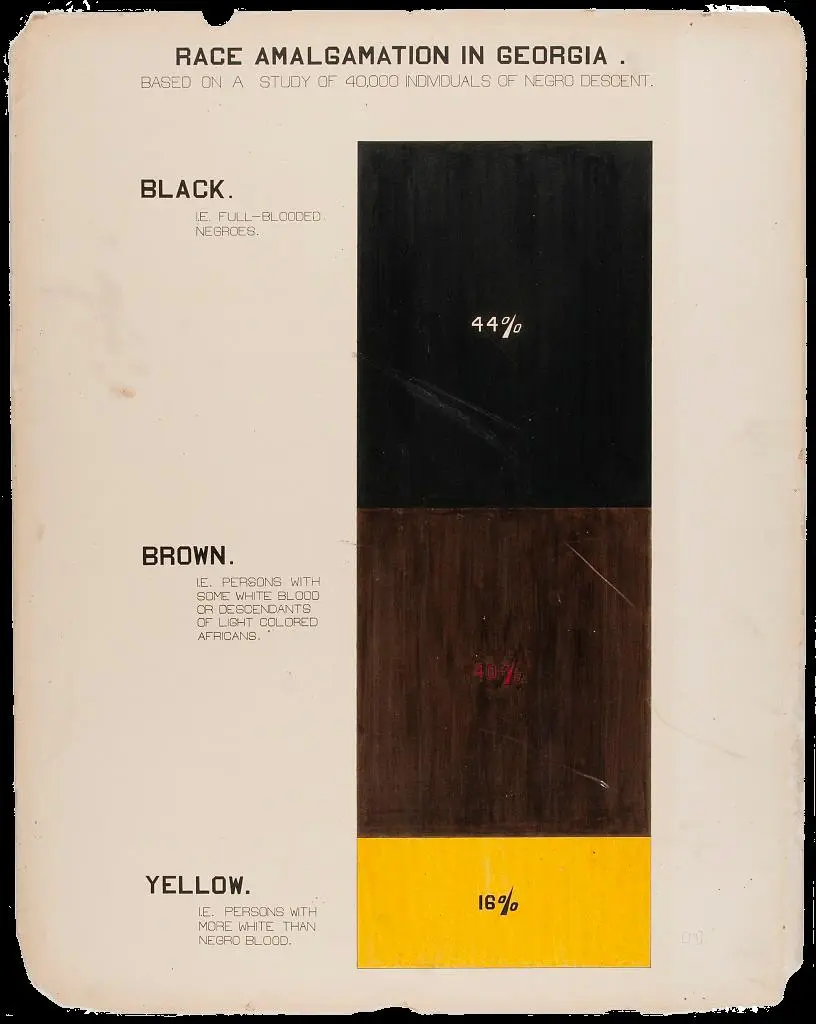 RACE AMALGAMATION IN GEORGIA .
BASED ON A STUDY OF 40,000 INDIVIDUALS OF NEGRO DESCENT.
BLACK.
I.E. FULL-BLOODED
NEGROES.
44%
BROWN.
I.E. PERSONS WITH
SOME WHITE BLOOD
OR DESCENDANTS
OF LIGHT COLORED
AFRICANS.
40%
YELLOW.
I.E. PERSONS WITH
MORE WHITE THAN
NEGRO BLOOD.
16%